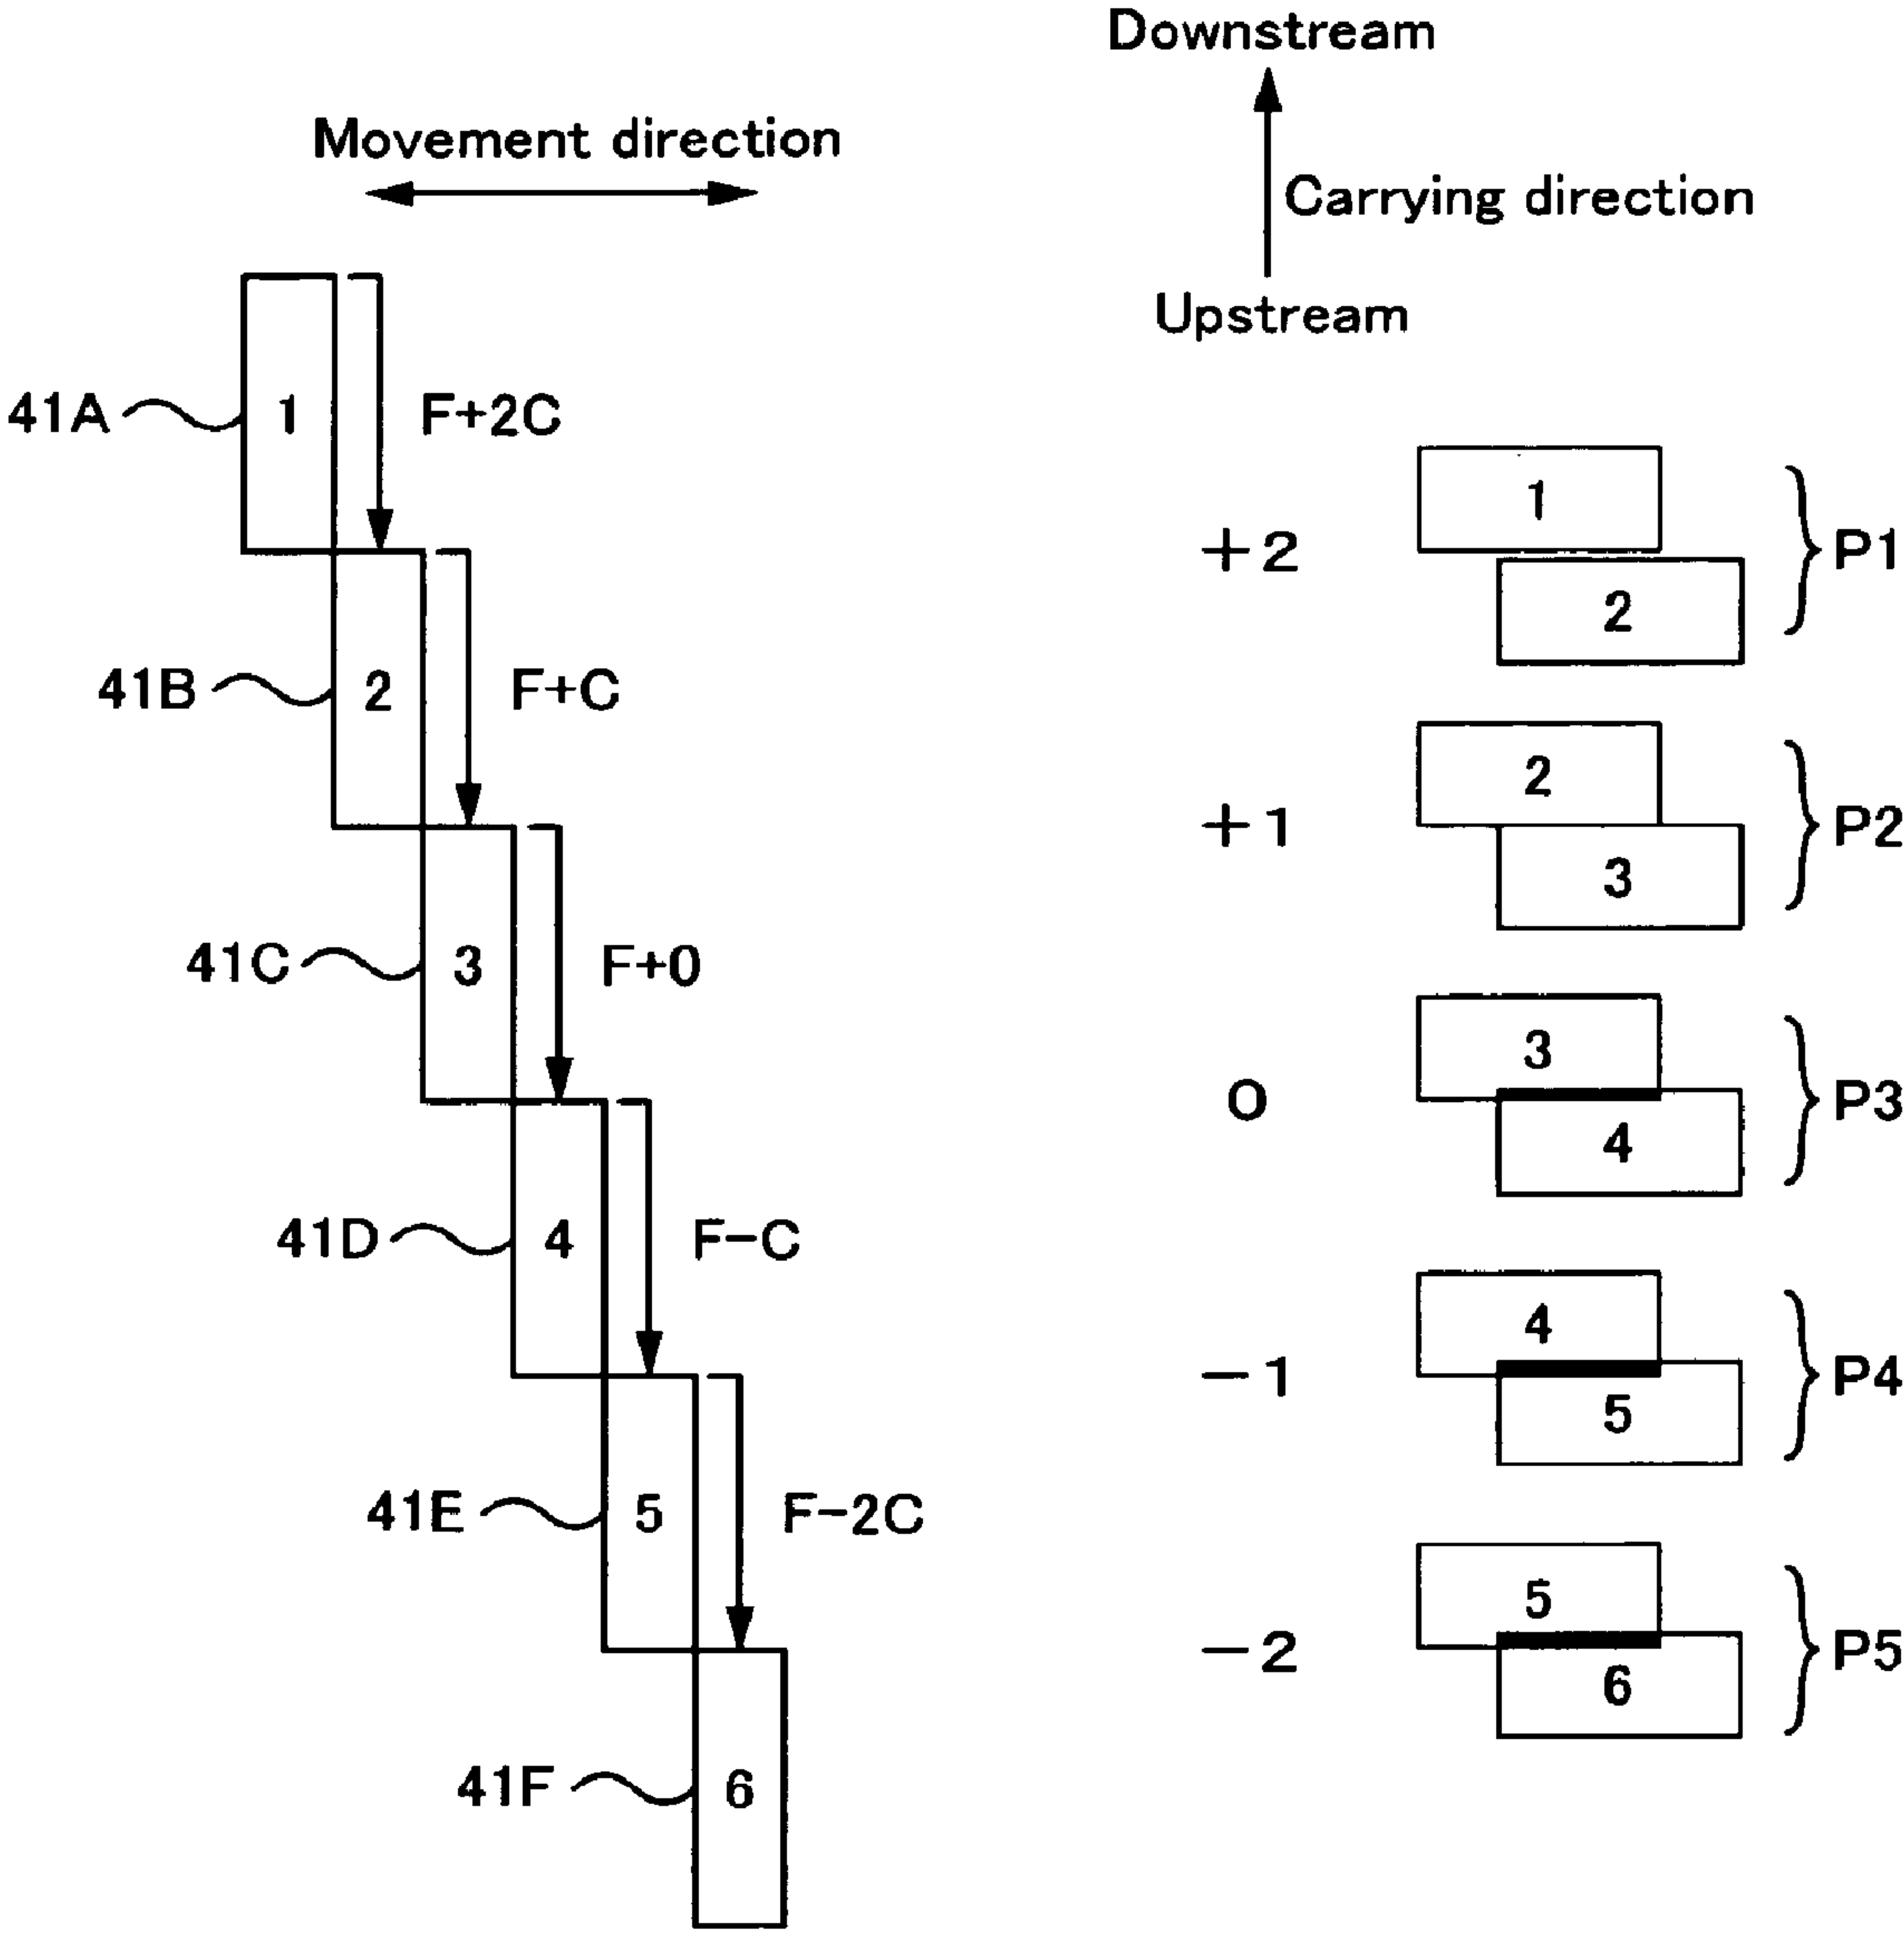 Downstream
Movement direction
Carrying direction
Upstream
41A 1 F+2C
41B 2 F+C
41C 3 F+0
41D 4 F−C
41E 5 F−2C
41F 6
+2 1 2 P1
+1 2 3 P2
0 3 4 P3
−1 4 5 P4
−2 5 6 P5